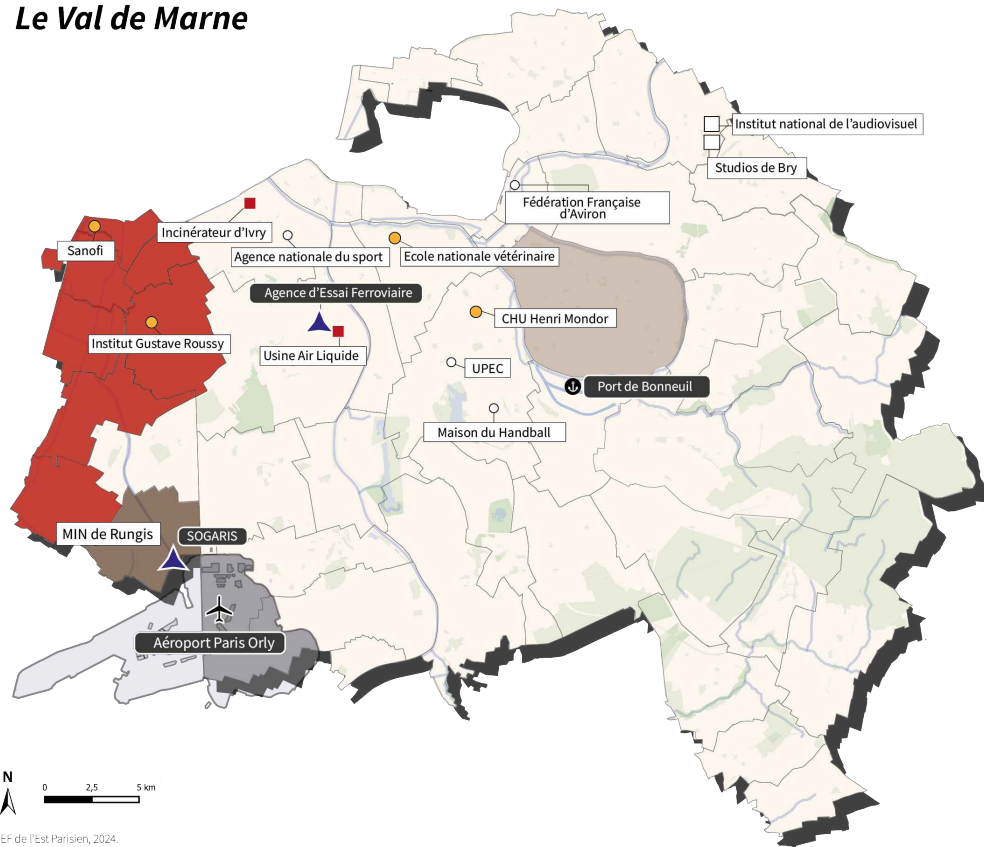 Le Val de Marne
Institut national de l'audiovisuel
Studios de Bry
Fédération Française
d'Aviron
Incinérateur d'Ivry
Sanofi
Agence nationale du sport
Ecole nationale vétérinaire
Agence d'Essai Ferroviaire
CHU Henri Mondor
Institut Gustave Roussy
Usine Air Liquide
UPEC
Port de Bonneuil
Maison du Handball
MIN de Rungis
SOGARIS
Aéroport Paris Orly
N
0 2,5 5 km
EF de l'Est Parisien, 2024.